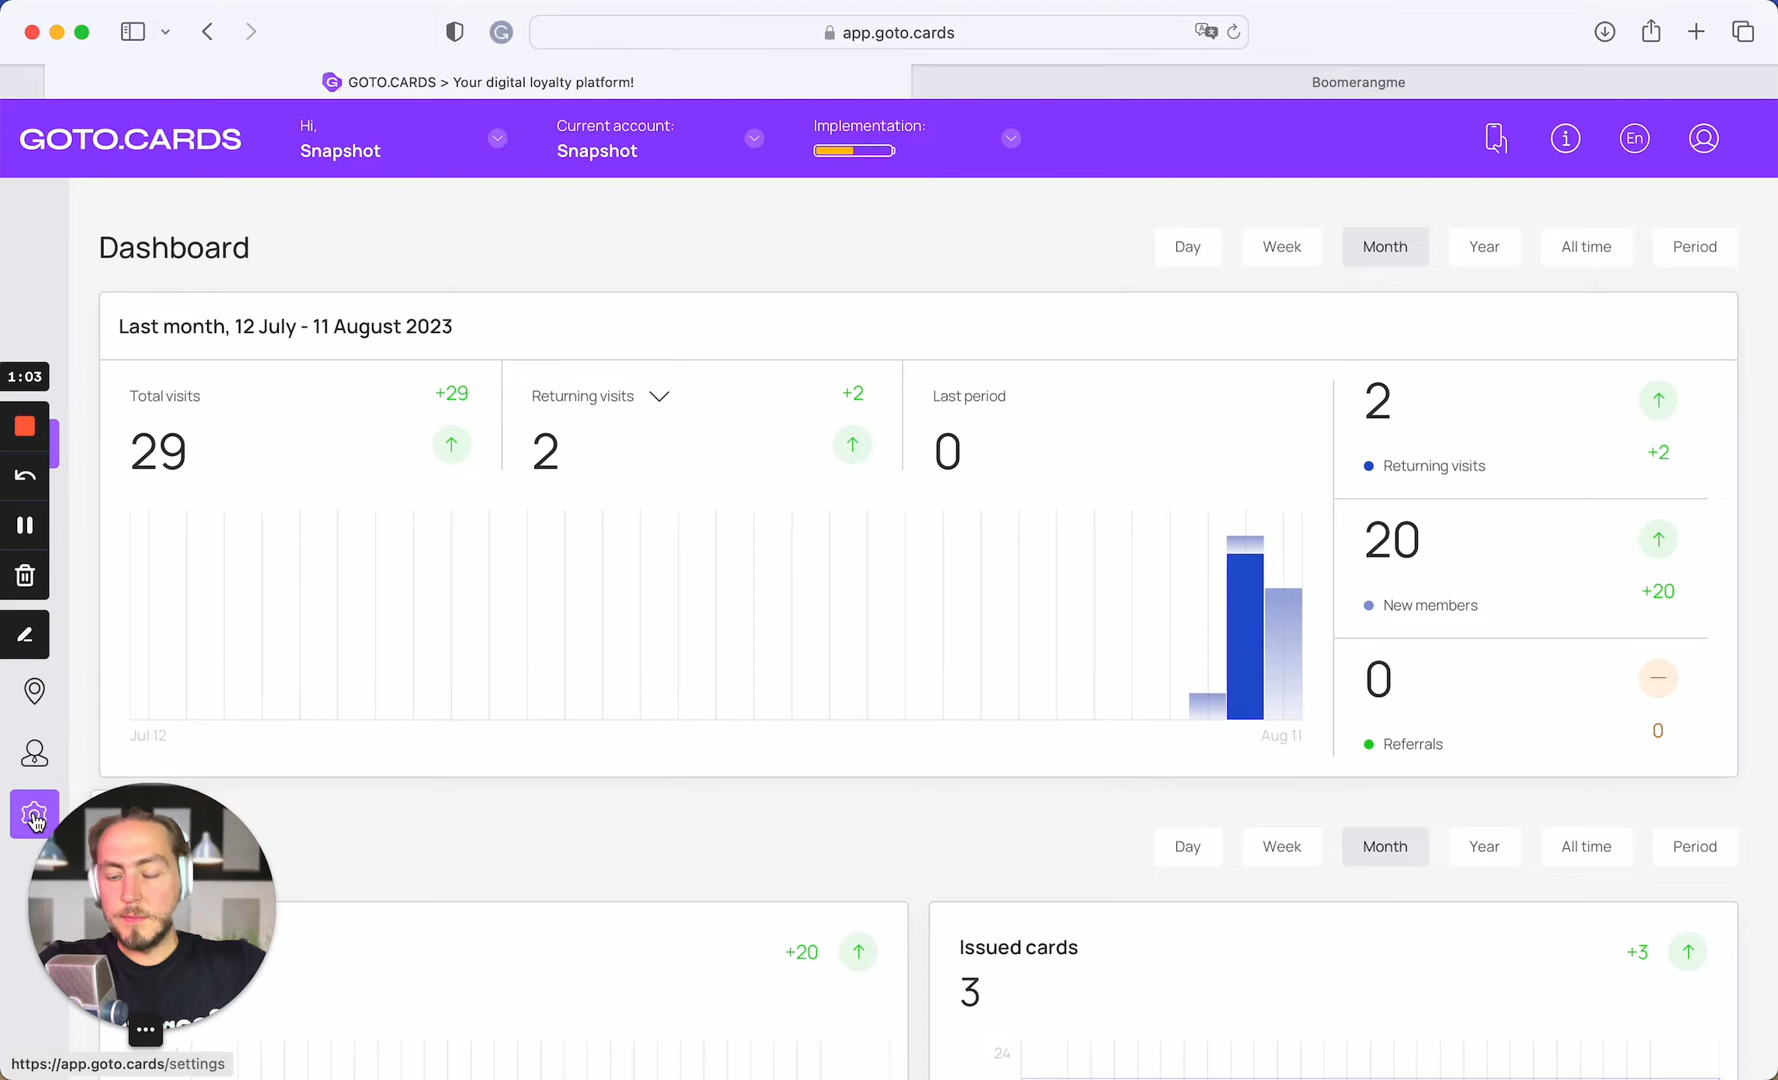 app.goto.cards
GOTO.CARDS > Your digital loyalty platform!
Boomerangme
GOTO.CARDS
Hi,
Snapshot
Current account:
Snapshot
Implementation:
En
Dashboard
Day
Week
Month
Year
All time
Period
Last month, 12 July - 11 August 2023
Total visits
+29
29
Returning visits
+2
2
Last period
0
2
Returning visits
+2
20
New members
+20
0
Referrals
0
Jul 12
Aug 11
1:03
Day
Week
Month
Year
All time
Period
+20
Issued cards
+3
3
24
https://app.goto.cards/settings